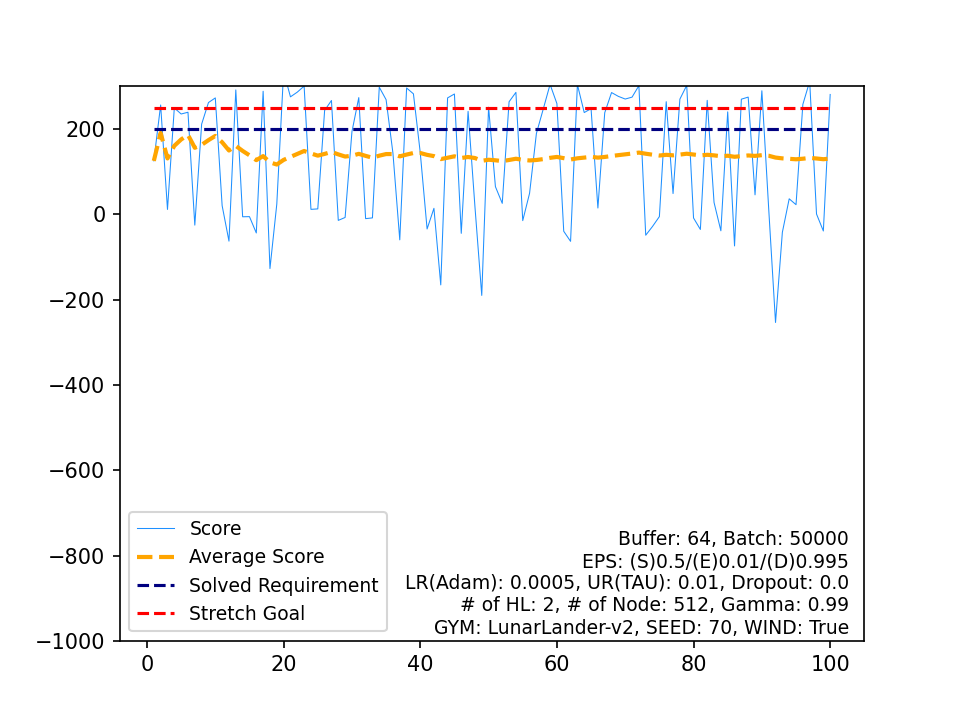 200
0
−200
−400
−600
−800
−1000
0
20
40
60
80
100
Score
Average Score
Solved Requirement
Stretch Goal
Buffer: 64, Batch: 50000
EPS: (S)0.5/(E)0.01/(D)0.995
LR(Adam): 0.0005, UR(TAU): 0.01, Dropout: 0.0
# of HL: 2, # of Node: 512, Gamma: 0.99
GYM: LunarLander-v2, SEED: 70, WIND: True